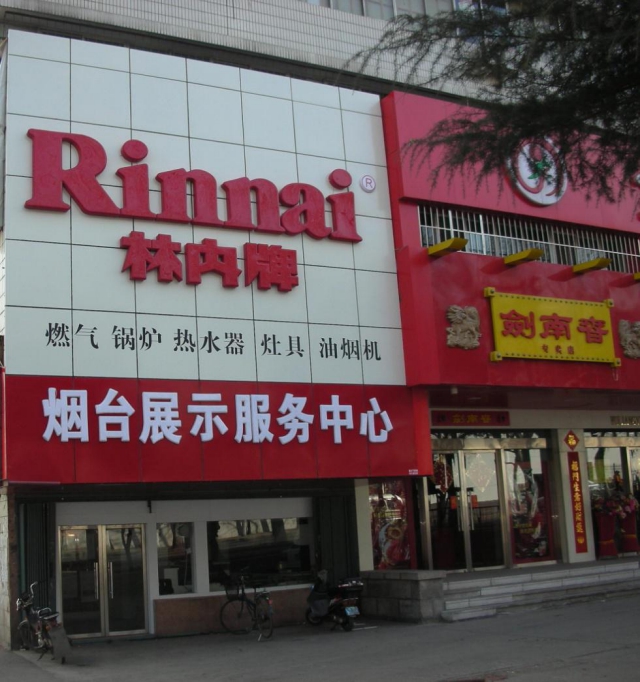 Rinnai®
林内牌
燃气 锅炉 热水器 灶具 油烟机
烟台展示服务中心
劍南春